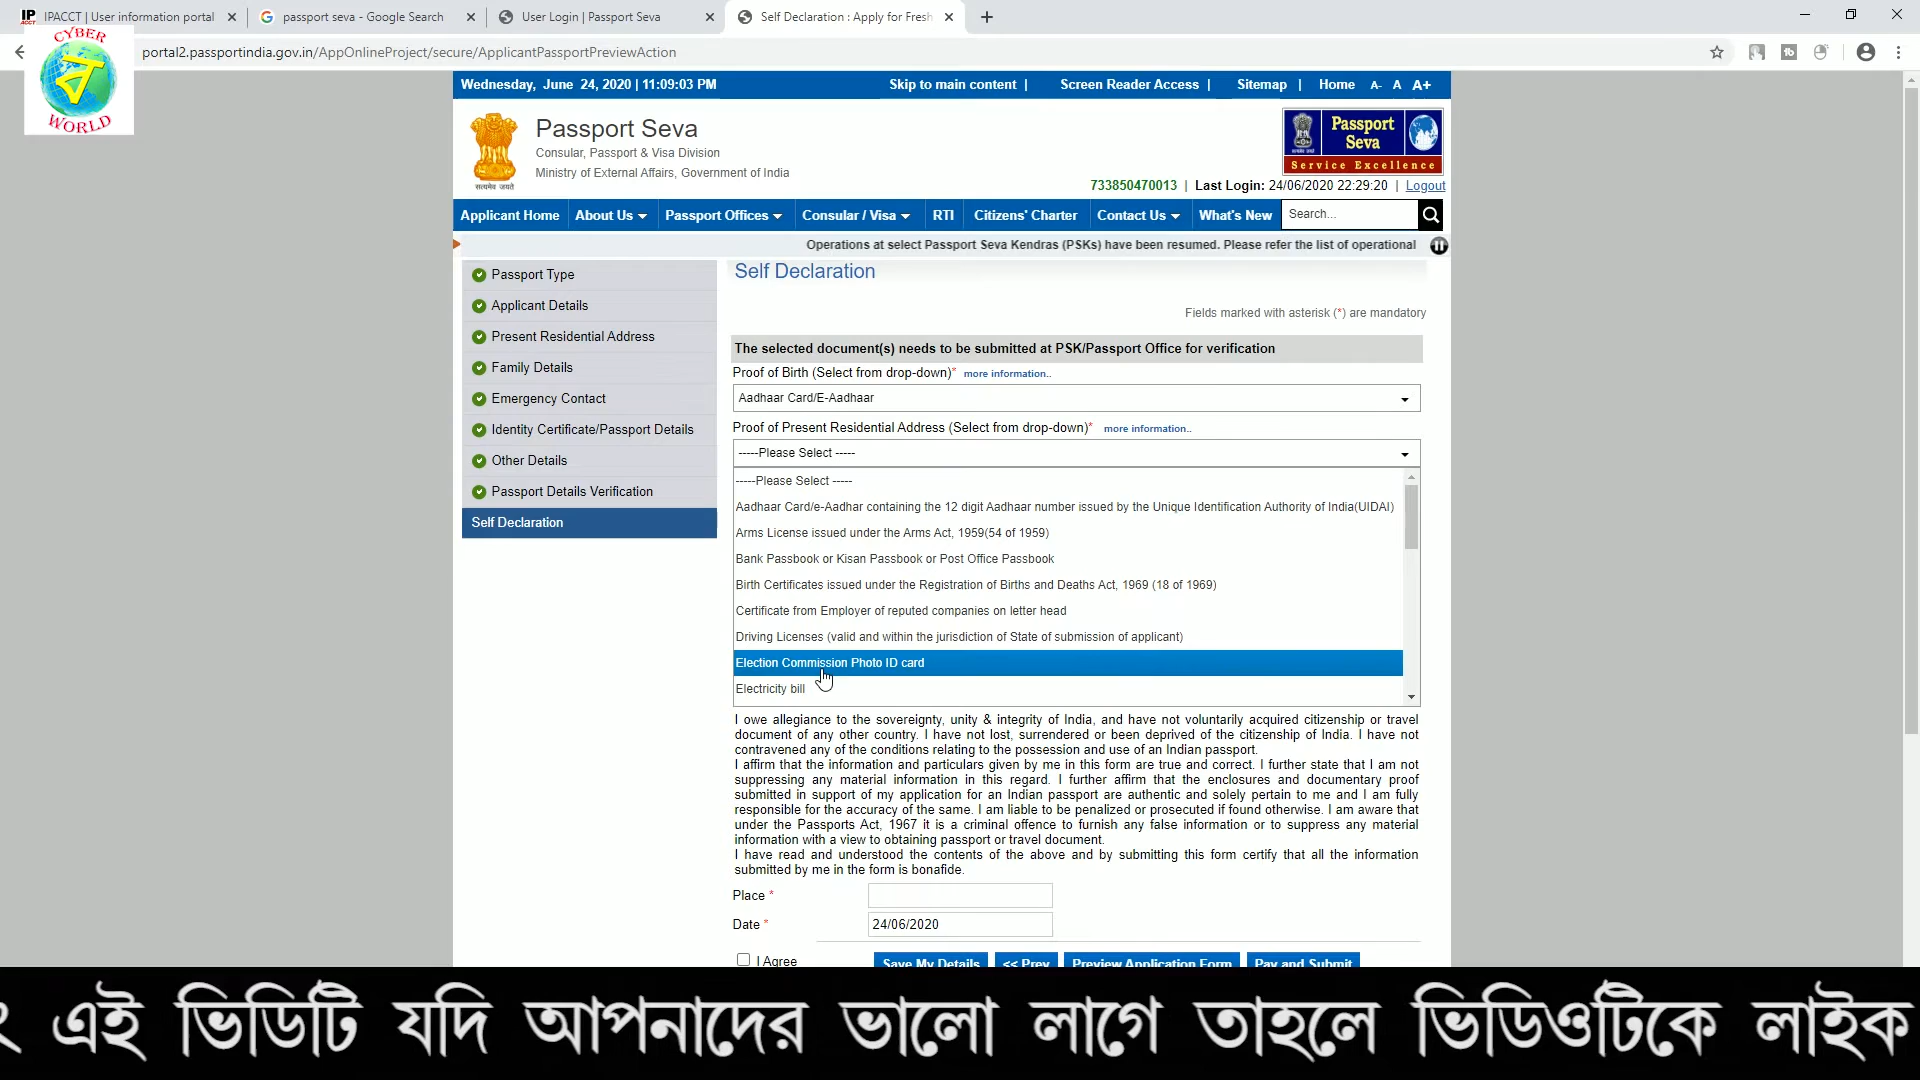 IPACCT | User information portal
passport seva - Google Search
User Login | Passport Seva
Self Declaration : Apply for Fresh
portal2.passportindia.gov.in/AppOnlineProject/secure/ApplicantPassportPreviewAction
CYBER
ব
WORLD
Wednesday, June 24, 2020 | 11:09:03 PM
Skip to main content |
Screen Reader Access |
Sitemap |
Home
A- A A+
Passport Seva
Consular, Passport & Visa Division
Ministry of External Affairs, Government of India
सत्यमेव जयते
Passport
Seva
Service Excellence
733850470013 | Last Login: 24/06/2020 22:29:20 | Logout
Applicant Home
About Us
Passport Offices
Consular / Visa
RTI
Citizens' Charter
Contact Us
What's New
Search...
Operations at select Passport Seva Kendras (PSKs) have been resumed. Please refer the list of operational
Passport Type
Applicant Details
Present Residential Address
Family Details
Emergency Contact
Identity Certificate/Passport Details
Other Details
Passport Details Verification
Self Declaration
Self Declaration
Fields marked with asterisk (*) are mandatory
The selected document(s) needs to be submitted at PSK/Passport Office for verification
Proof of Birth (Select from drop-down)* more information..
Aadhaar Card/E-Aadhaar
Proof of Present Residential Address (Select from drop-down)* more information..
-----Please Select -----
-----Please Select -----
Aadhaar Card/e-Aadhar containing the 12 digit Aadhaar number issued by the Unique Identification Authority of India(UIDAI)
Arms License issued under the Arms Act, 1959(54 of 1959)
Bank Passbook or Kisan Passbook or Post Office Passbook
Birth Certificates issued under the Registration of Births and Deaths Act, 1969 (18 of 1969)
Certificate from Employer of reputed companies on letter head
Driving Licenses (valid and within the jurisdiction of State of submission of applicant)
Election Commission Photo ID card
Electricity bill
I owe allegiance to the sovereignty, unity & integrity of India, and have not voluntarily acquired citizenship or travel
document of any other country. I have not lost, surrendered or been deprived of the citizenship of India. I have not
contravened any of the conditions relating to the possession and use of an Indian passport.
I affirm that the information and particulars given by me in this form are true and correct. I further state that I am not
suppressing any material information in this regard. I further affirm that the enclosures and documentary proof
submitted in support of my application for an Indian passport are authentic and solely pertain to me and I am fully
responsible for the accuracy of the same. I am liable to be penalized or prosecuted if found otherwise. I am aware that
under the Passports Act, 1967 it is a criminal offence to furnish any false information or to suppress any material
information with a view to obtaining passport or travel document.
I have read and understood the contents of the above and by submitting this form certify that all the information
submitted by me in the form is bonafide.
Place *
Date * 24/06/2020
I Agree
Save My Details
<< Prev
Preview Application Form
Pay and Submit
এই ভিডিটি যদি আপনাদের ভালো লাগে তাহলে ভিডিওটিকে লাইক